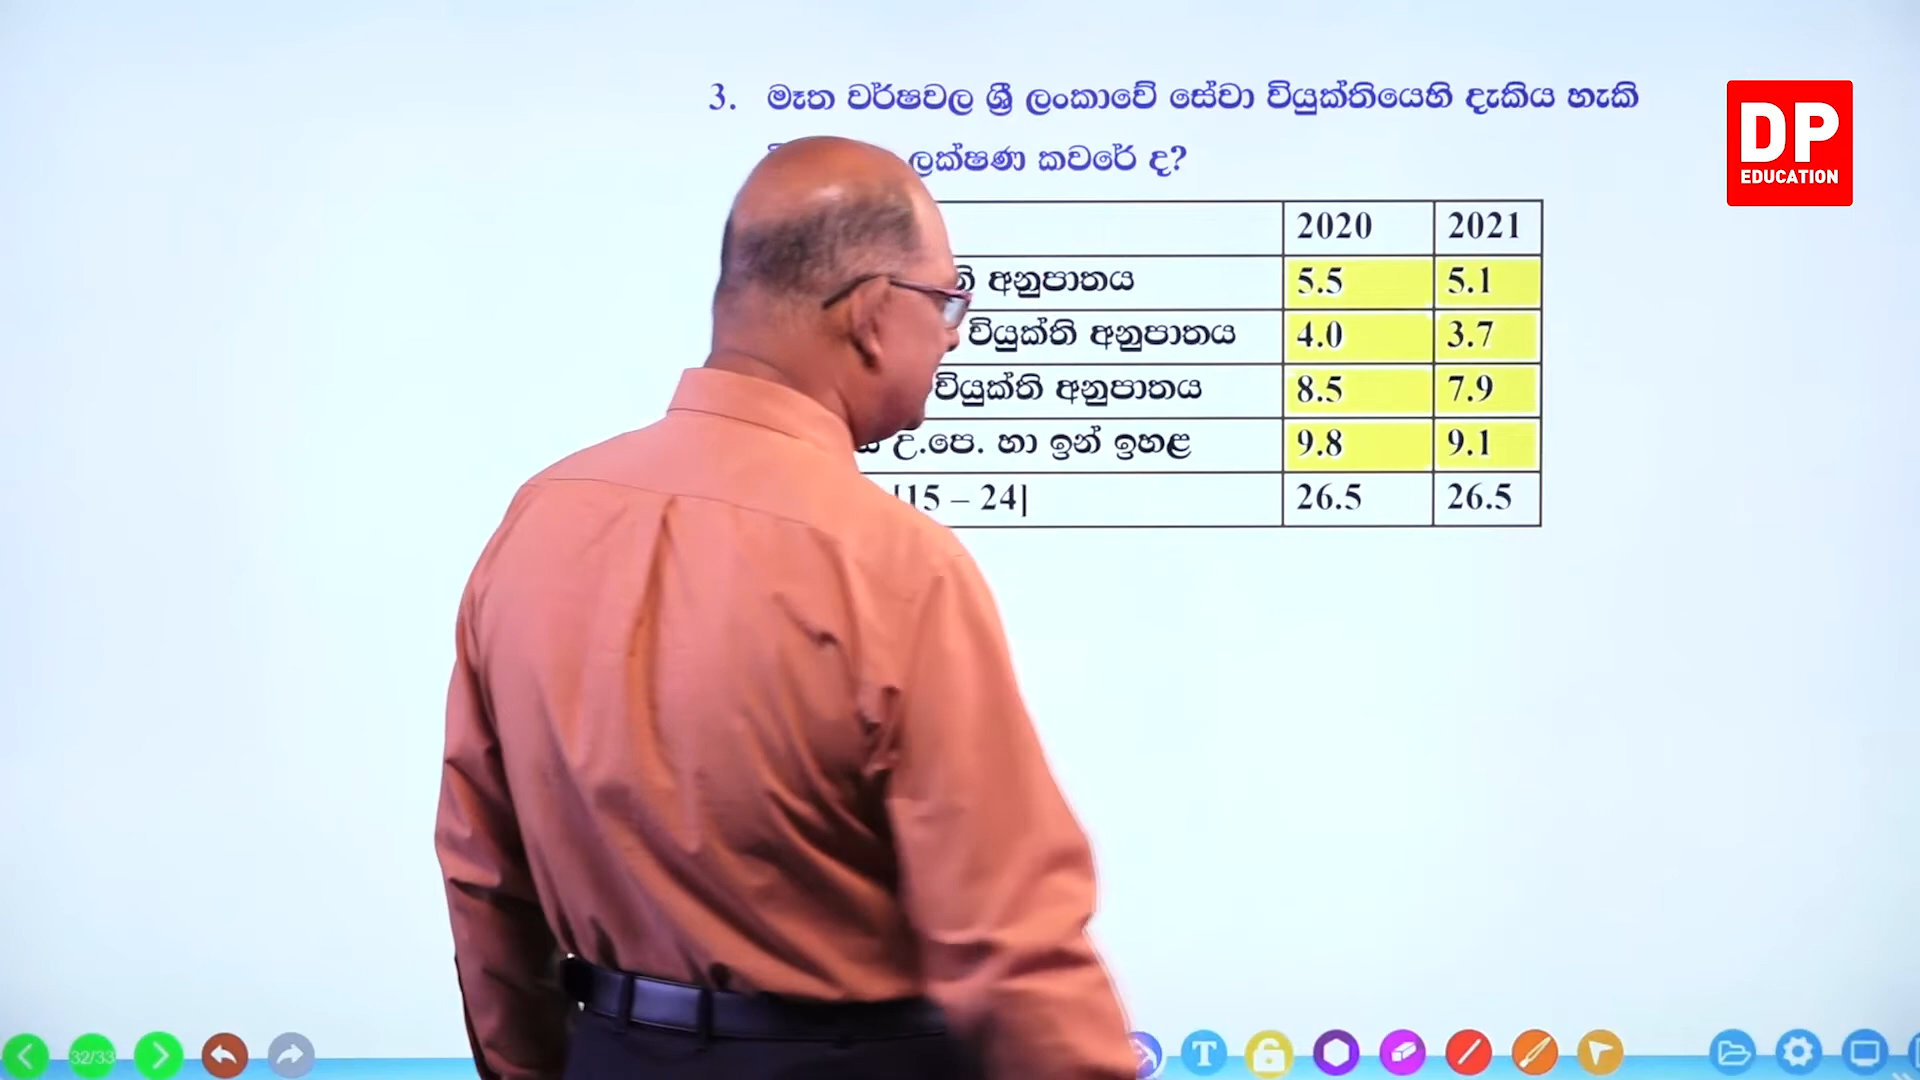 3. මෑත වර්ෂවල ශ්‍රී ලංකාවේ සේවා වියුක්තියෙහි දැකිය හැකි
ලක්ෂණ කවරේ ද?
DP
EDUCATION
2020 2021
අනුපාතය 5.5 5.1
වියුක්ති අනුපාතය 4.0 3.7
වියුක්ති අනුපාතය 8.5 7.9
උ.පෙ. හා ඉන් ඉහළ 9.8 9.1
[15 – 24] 26.5 26.5
32/33
T